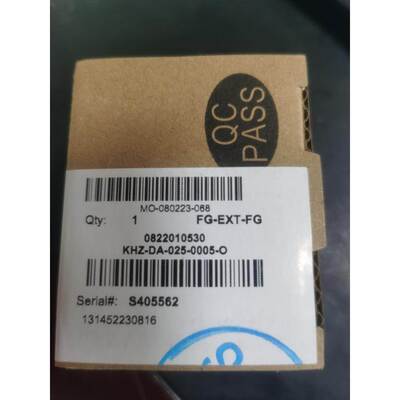 QC
PASS
MO-080223-068
Qty: 1 FG-EXT-FG
0822010530
KHZ-DA-025-0005-O
Serial#: S405562
131452230816